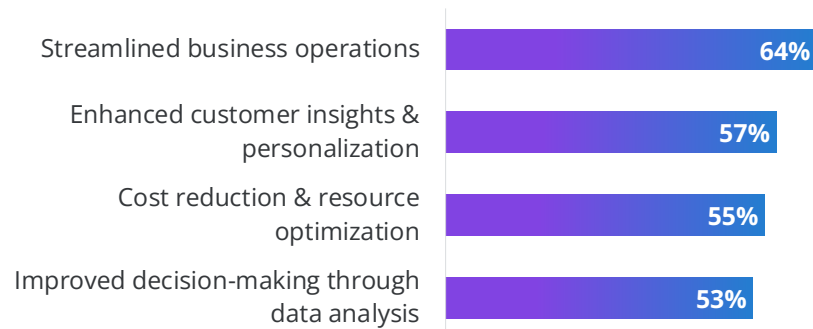 Streamlined business operations
64%
Enhanced customer insights &
personalization
57%
Cost reduction & resource
optimization
55%
Improved decision-making through
data analysis
53%